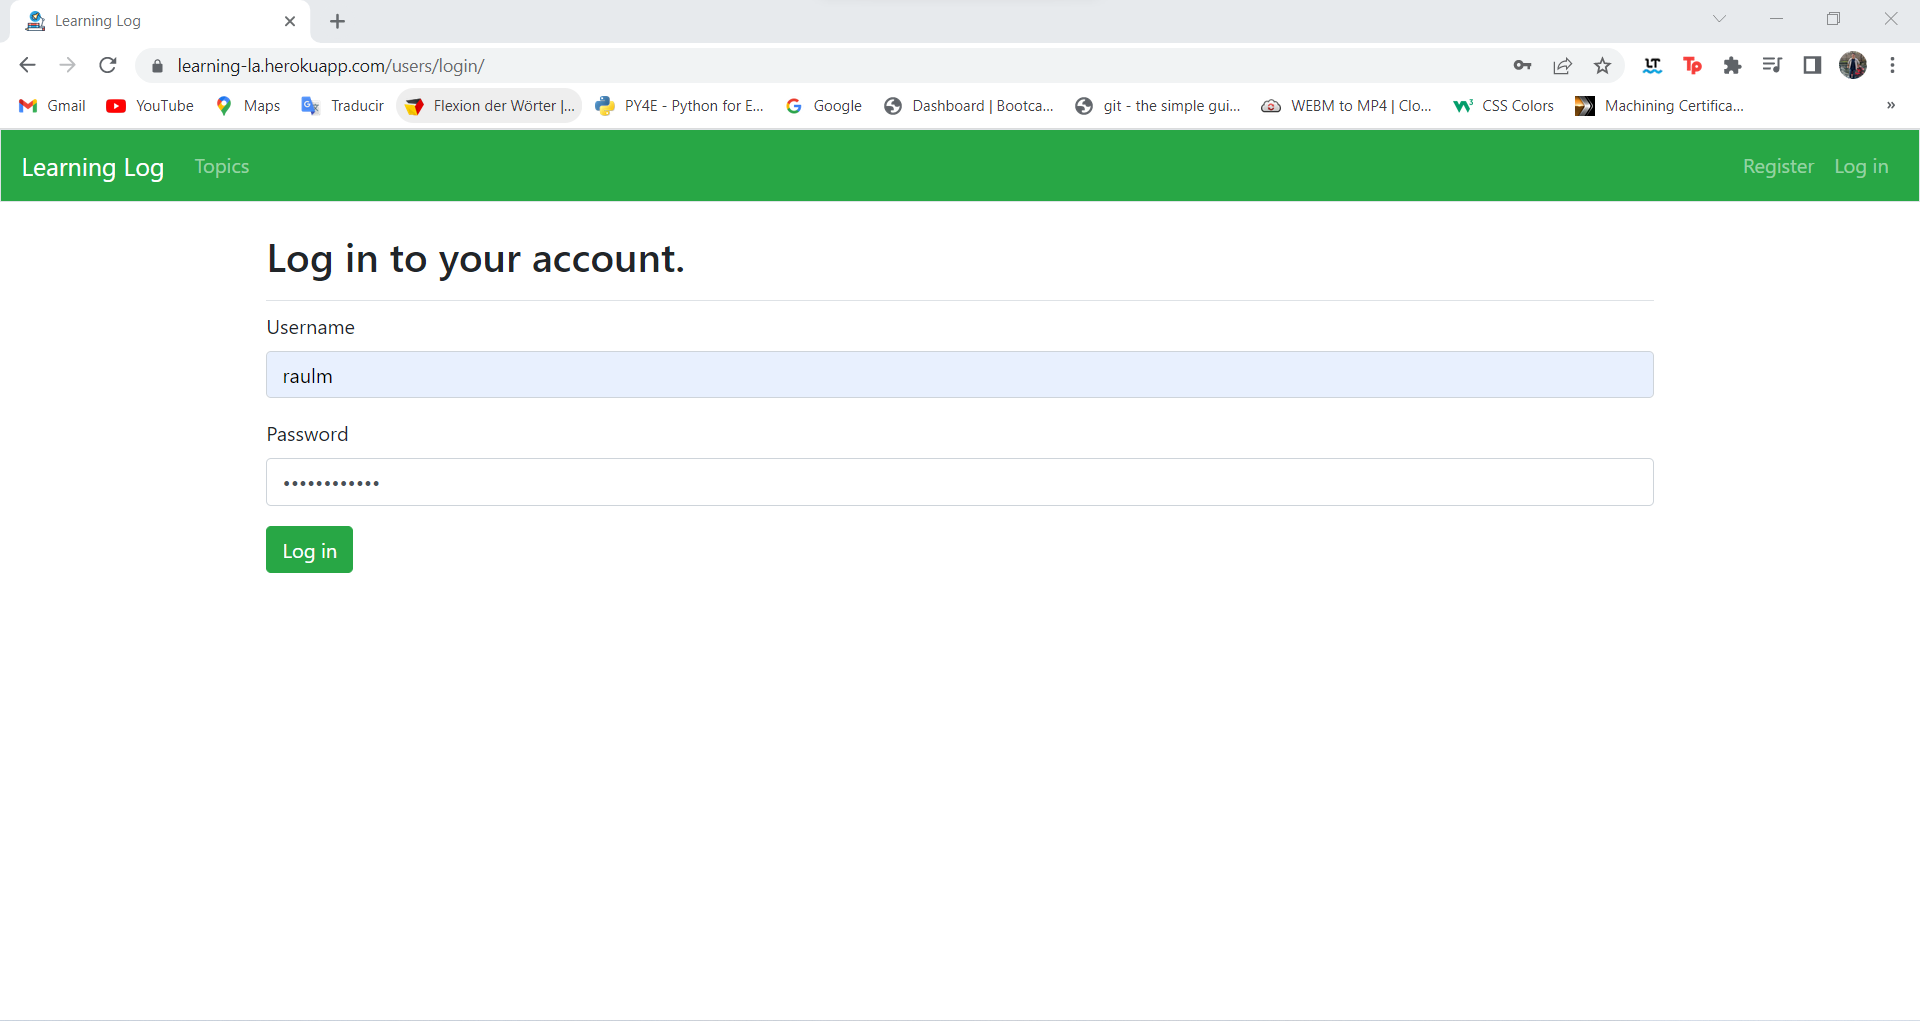 Learning Log
learning-la.herokuapp.com/users/login/
Gmail YouTube Maps Traducir Flexion der Wörter |... PY4E - Python for E... Google Dashboard | Bootca... git - the simple gui... WEBM to MP4 | Clo... CSS Colors Machining Certifica... »
Learning Log Topics Register Log in
Log in to your account.
Username
raulm
Password
••••••••••••
Log in